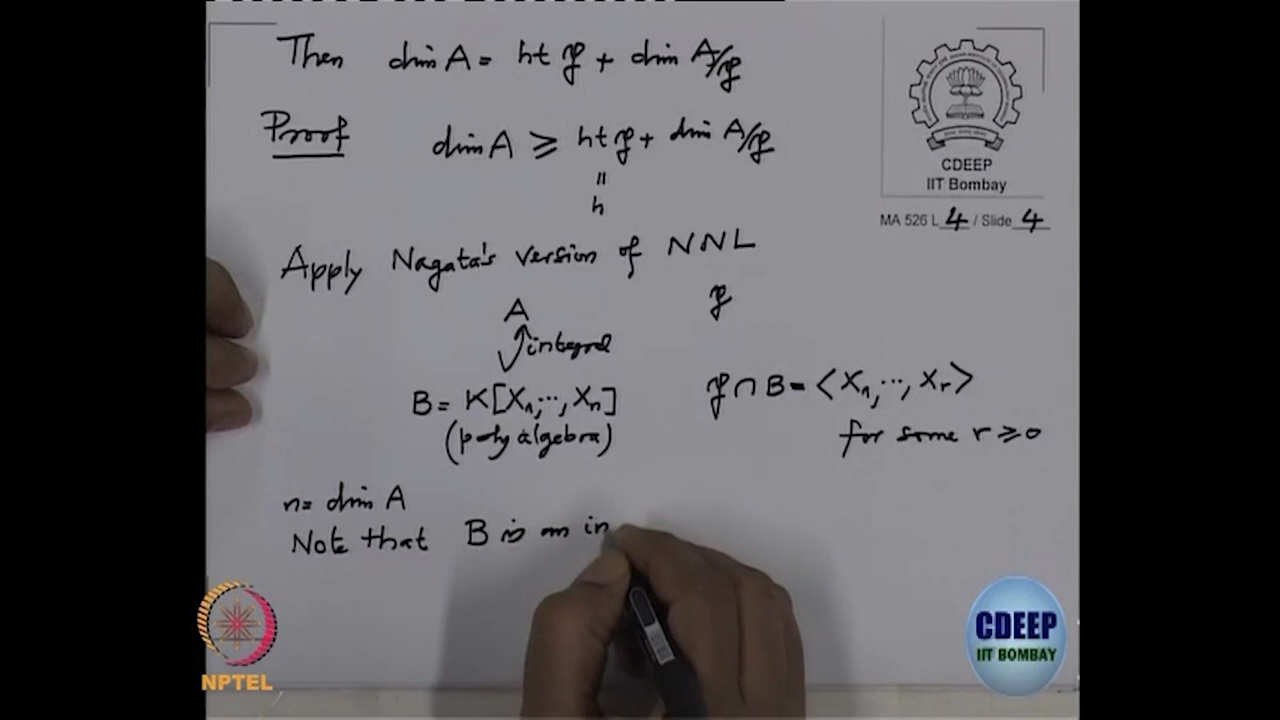 Then dim A = ht 𝔭 + dim A/𝔭
Proof dim A ⩾ ht 𝔭 + dim A/𝔭
=
h
CDEEP
IIT Bombay
MA 526 L 4 / Slide 4
Apply Nagata's version of NNL
A 𝔭
integral
B = K[X₁,⋯,Xₙ] 𝔭 ∩ B = ⟨X₁,⋯,Xᵣ⟩
(poly algebra) for some r ⩾ 0
n = dim A
Note that B is an in
NPTEL
CDEEP
IIT BOMBAY